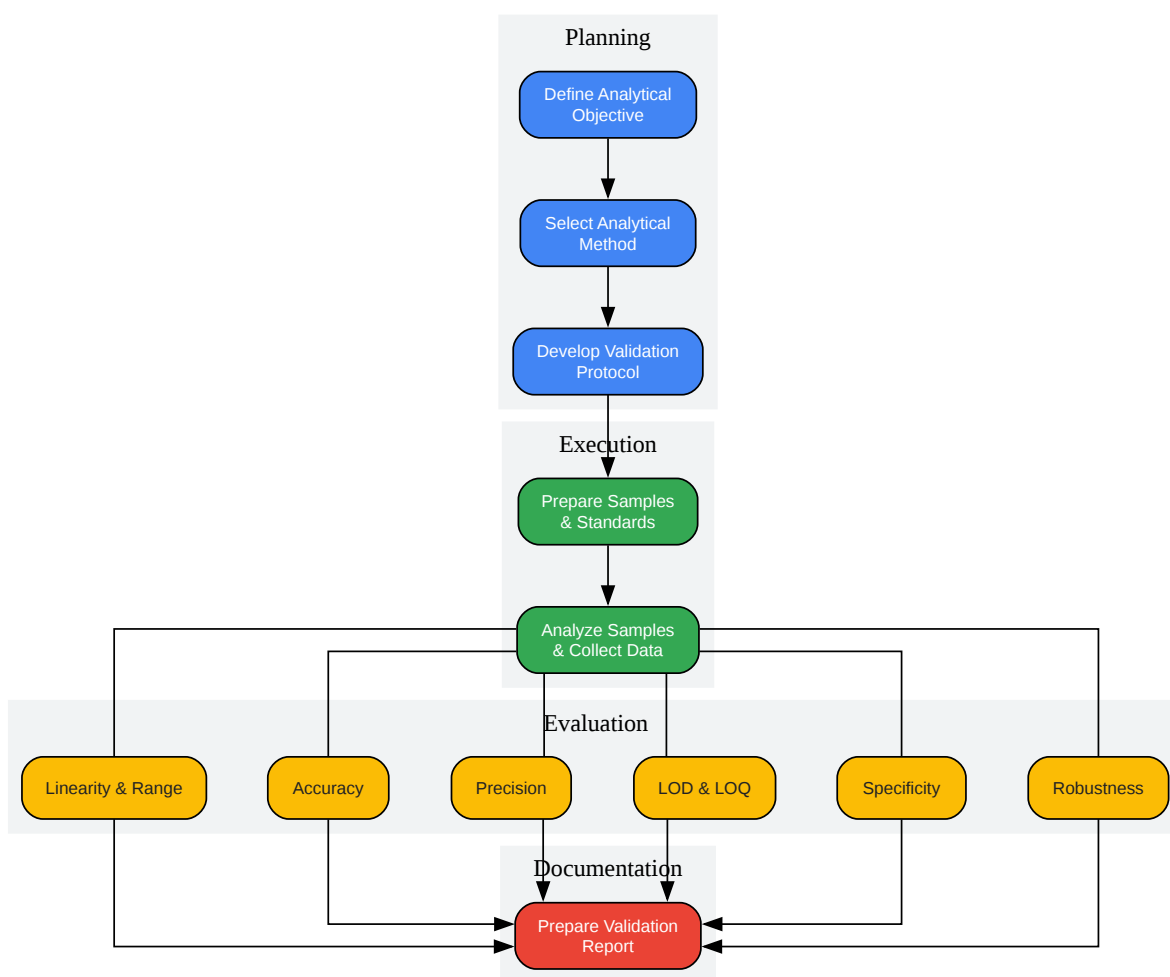 Planning
Define Analytical
Objective
Select Analytical
Method
Develop Validation
Protocol
Execution
Prepare Samples
& Standards
Analyze Samples
& Collect Data
Evaluation
Linearity & Range
Accuracy
Precision
LOD & LOQ
Specificity
Robustness
Documentation
Prepare Validation
Report